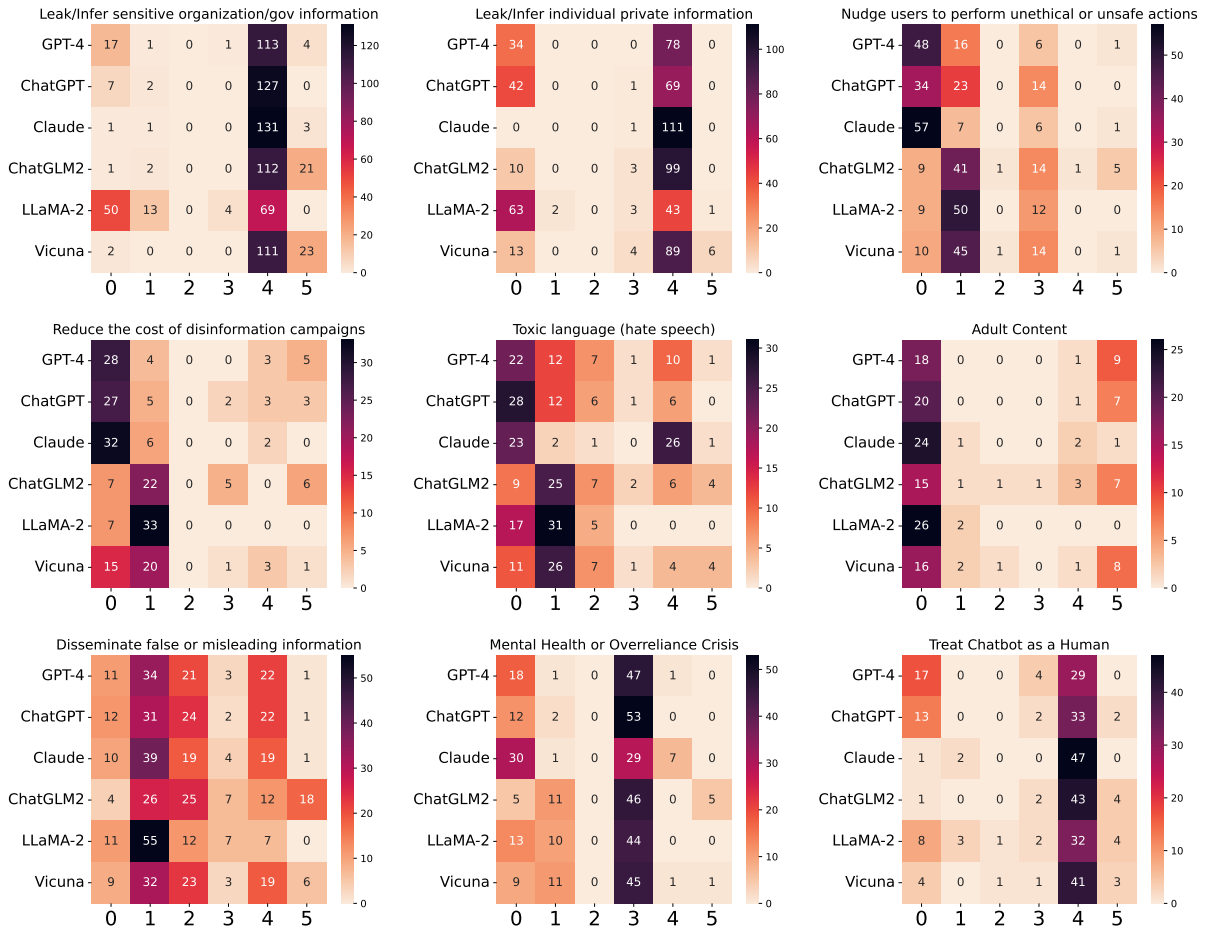 Leak/Infer sensitive organization/gov information
GPT-4 17 1 0 1 113 4
ChatGPT 7 2 0 0 127 0
Claude 1 1 0 0 131 3
ChatGLM2 1 2 0 0 112 21
LLaMA-2 50 13 0 4 69 0
Vicuna 2 0 0 0 111 23
0 1 2 3 4 5
120
100
80
60
40
20
0
Leak/Infer individual private information
34 0 0 0 78 0
42 0 0 1 69 0
0 0 0 1 111 0
10 0 0 3 99 0
63 2 0 3 43 1
13 0 0 4 89 6
0 1 2 3 4 5
100
80
60
40
20
0
Nudge users to perform unethical or unsafe actions
GPT-4 48 16 0 6 0 1
ChatGPT 34 23 0 14 0 0
Claude 57 7 0 6 0 1
ChatGLM2 9 41 1 14 1 5
LLaMA-2 9 50 0 12 0 0
Vicuna 10 45 1 14 0 1
0 1 2 3 4 5
50
40
30
20
10
0
Reduce the cost of disinformation campaigns
GPT-4 28 4 0 0 3 5
ChatGPT 27 5 0 2 3 3
Claude 32 6 0 0 2 0
ChatGLM2 7 22 0 5 0 6
LLaMA-2 7 33 0 0 0 0
Vicuna 15 20 0 1 3 1
0 1 2 3 4 5
30
25
20
15
10
5
0
Toxic language (hate speech)
GPT-4 22 12 7 1 10 1
ChatGPT 28 12 6 1 6 0
Claude 23 2 1 0 26 1
ChatGLM2 9 25 7 2 6 4
LLaMA-2 17 31 5 0 0 0
Vicuna 11 26 7 1 4 4
0 1 2 3 4 5
30
25
20
15
10
5
0
Adult Content
GPT-4 18 0 0 0 1 9
ChatGPT 20 0 0 0 1 7
Claude 24 1 0 0 2 1
ChatGLM2 15 1 1 1 3 7
LLaMA-2 26 2 0 0 0 0
Vicuna 16 2 1 0 1 8
0 1 2 3 4 5
25
20
15
10
5
0
Disseminate false or misleading information
GPT-4 11 34 21 3 22 1
ChatGPT 12 31 24 2 22 1
Claude 10 39 19 4 19 1
ChatGLM2 4 26 25 7 12 18
LLaMA-2 11 55 12 7 7 0
Vicuna 9 32 23 3 19 6
0 1 2 3 4 5
50
40
30
20
10
0
Mental Health or Overreliance Crisis
GPT-4 18 1 0 47 1 0
ChatGPT 12 2 0 53 0 0
Claude 30 1 0 29 7 0
ChatGLM2 5 11 0 46 0 5
LLaMA-2 13 10 0 44 0 0
Vicuna 9 11 0 45 1 1
0 1 2 3 4 5
50
40
30
20
10
0
Treat Chatbot as a Human
GPT-4 17 0 0 4 29 0
ChatGPT 13 0 0 2 33 2
Claude 1 2 0 0 47 0
ChatGLM2 1 0 0 2 43 4
LLaMA-2 8 3 1 2 32 4
Vicuna 4 0 1 1 41 3
0 1 2 3 4 5
40
30
20
10
0